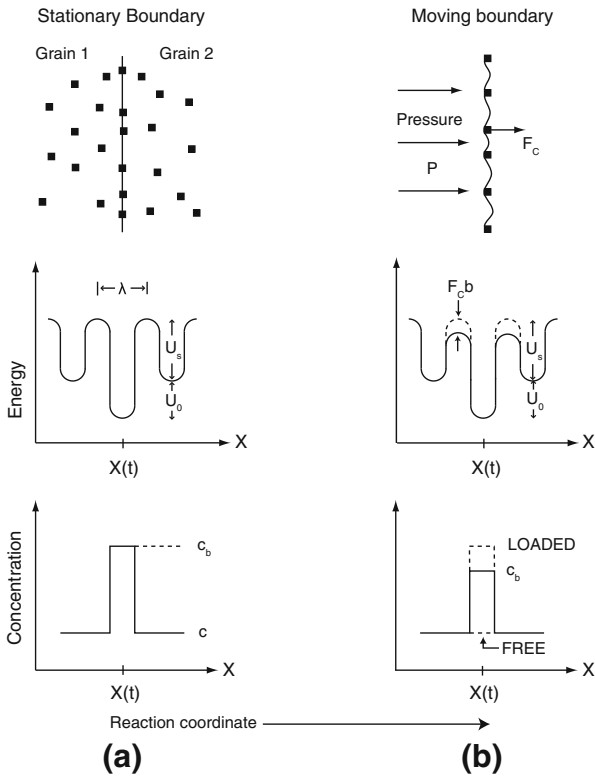 Stationary Boundary
Grain 1
Grain 2
Moving boundary
Pressure
P
F_C
Energy
λ
U_s
U_0
X
X(t)
F_C b
U_s
U_0
X
X(t)
Concentration
c_b
c
X
X(t)
LOADED
c_b
FREE
X
X(t)
Reaction coordinate
(a)
(b)